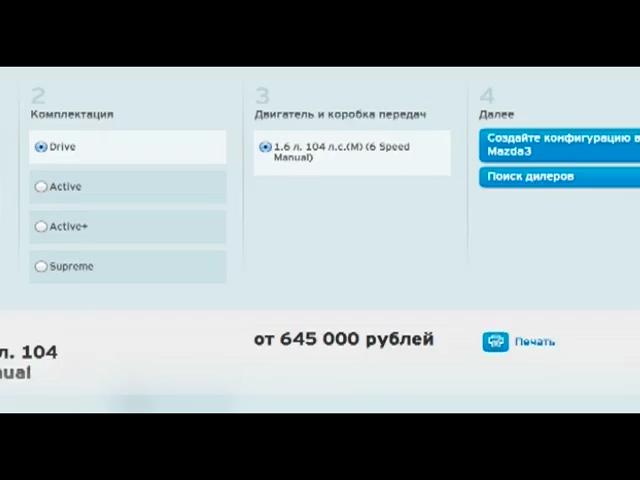 2
Комплектация
Drive
Active
Active+
Supreme
3
Двигатель и коробка передач
1.6 л. 104 л.с.(M) (6 Speed
Manual)
4
Далее
Создайте конфигурацию в
Mazda3
Поиск дилеров
л. 104
nual
от 645 000 рублей
Печать